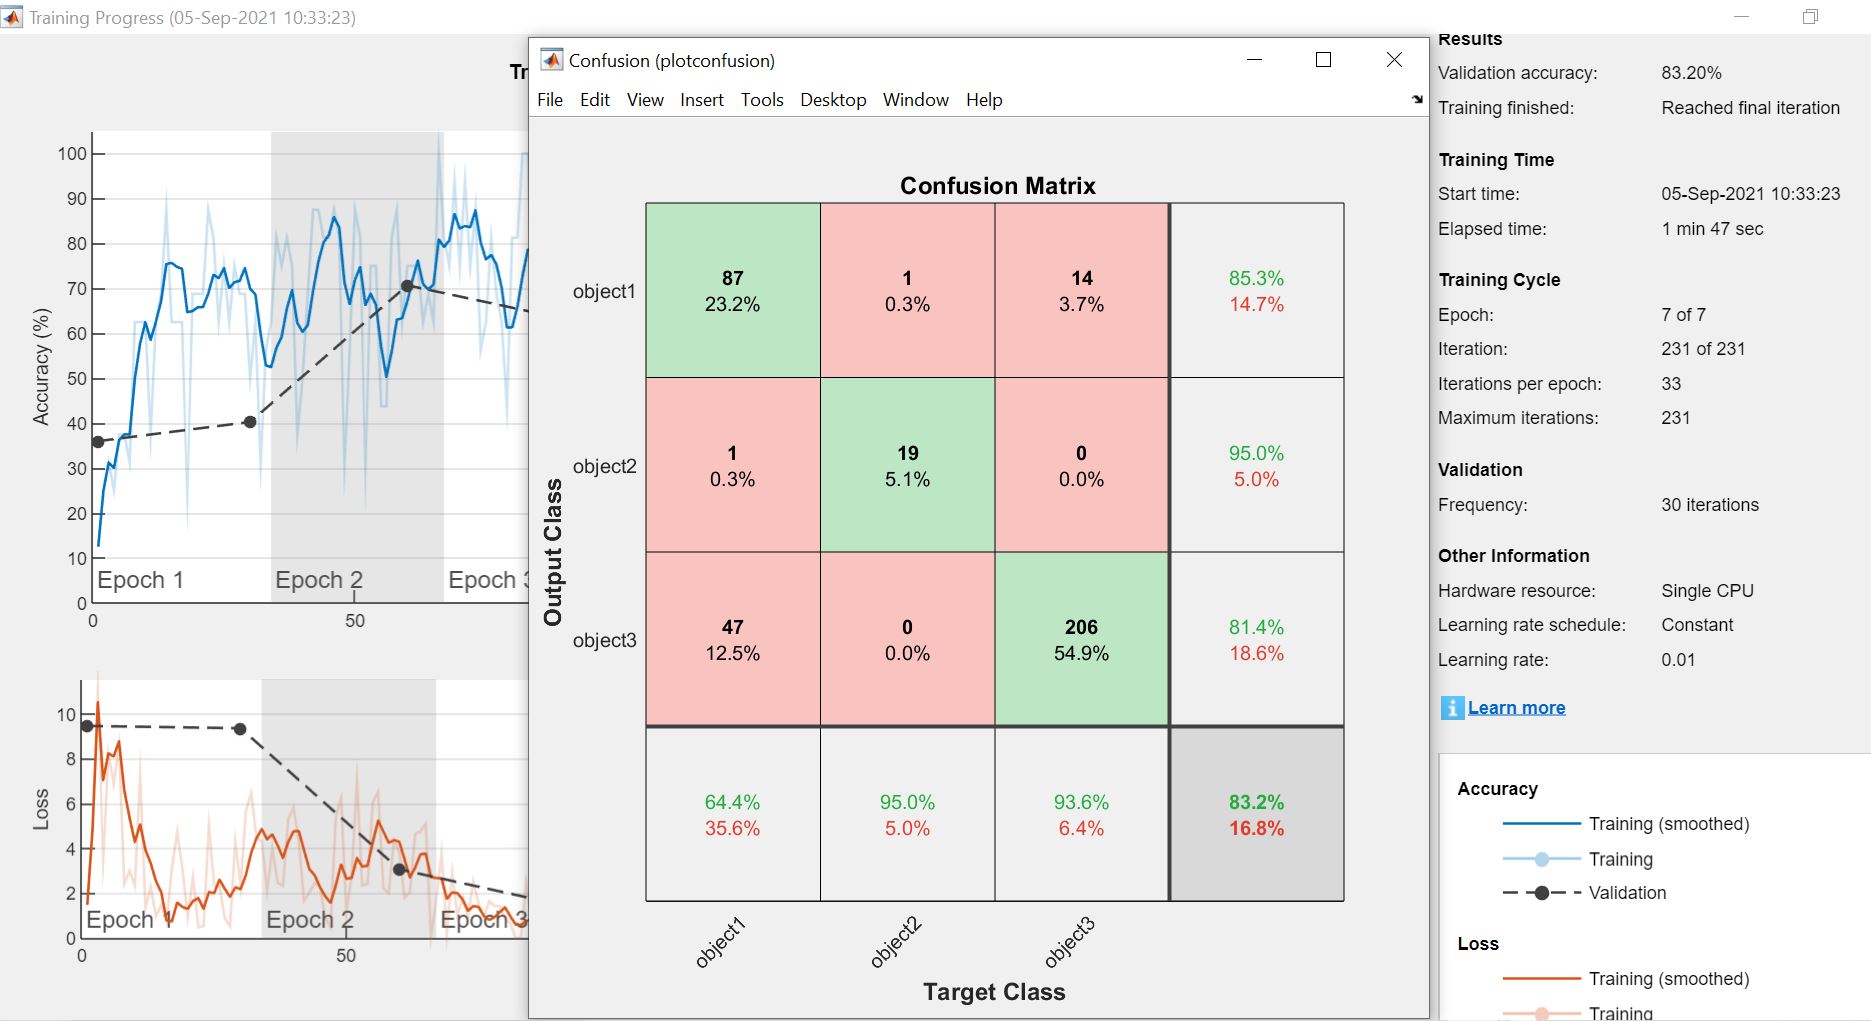 Training Progress (05-Sep-2021 10:33:23)
Tr
Accuracy (%)
100
90
80
70
60
50
40
30
20
10
0
Epoch 1
Epoch 2
Epoch 3
0
50
Loss
10
8
6
4
2
0
Epoch 1
Epoch 2
Epoch 3
0
50
Confusion (plotconfusion)
File Edit View Insert Tools Desktop Window Help
Confusion Matrix
Output Class
object1
87
23.2%
1
0.3%
14
3.7%
85.3%
14.7%
object2
1
0.3%
19
5.1%
0
0.0%
95.0%
5.0%
object3
47
12.5%
0
0.0%
206
54.9%
81.4%
18.6%
64.4%
35.6%
95.0%
5.0%
93.6%
6.4%
83.2%
16.8%
object1
object2
object3
Target Class
Results
Validation accuracy: 83.20%
Training finished: Reached final iteration
Training Time
Start time: 05-Sep-2021 10:33:23
Elapsed time: 1 min 47 sec
Training Cycle
Epoch: 7 of 7
Iteration: 231 of 231
Iterations per epoch: 33
Maximum iterations: 231
Validation
Frequency: 30 iterations
Other Information
Hardware resource: Single CPU
Learning rate schedule: Constant
Learning rate: 0.01
i Learn more
Accuracy
Training (smoothed)
Training
Validation
Loss
Training (smoothed)
Training